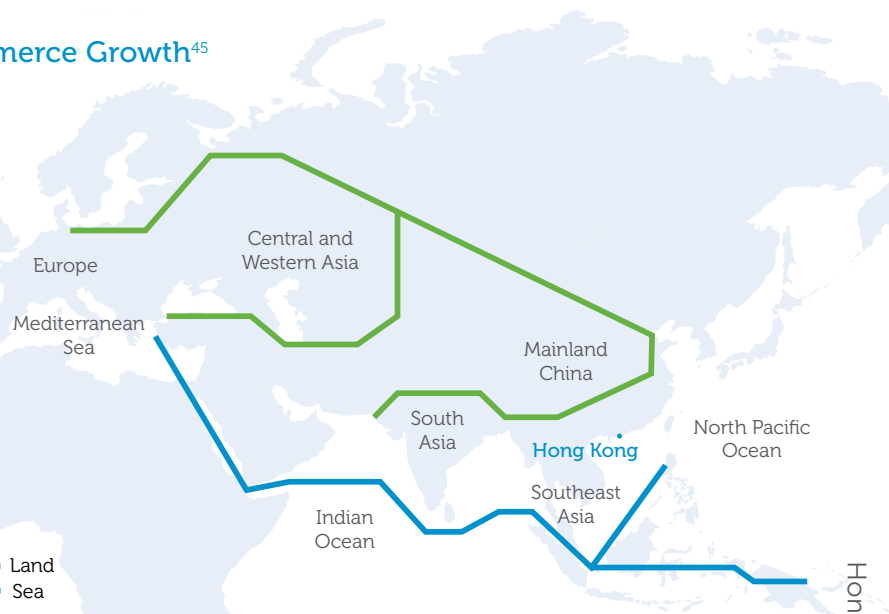 merce Growth45
Central and
Western Asia
Europe
Mediterranean
Sea
Mainland
China
South
Asia
North Pacific
Ocean
Hong Kong
Southeast
Asia
Indian
Ocean
Land
Sea
Hon